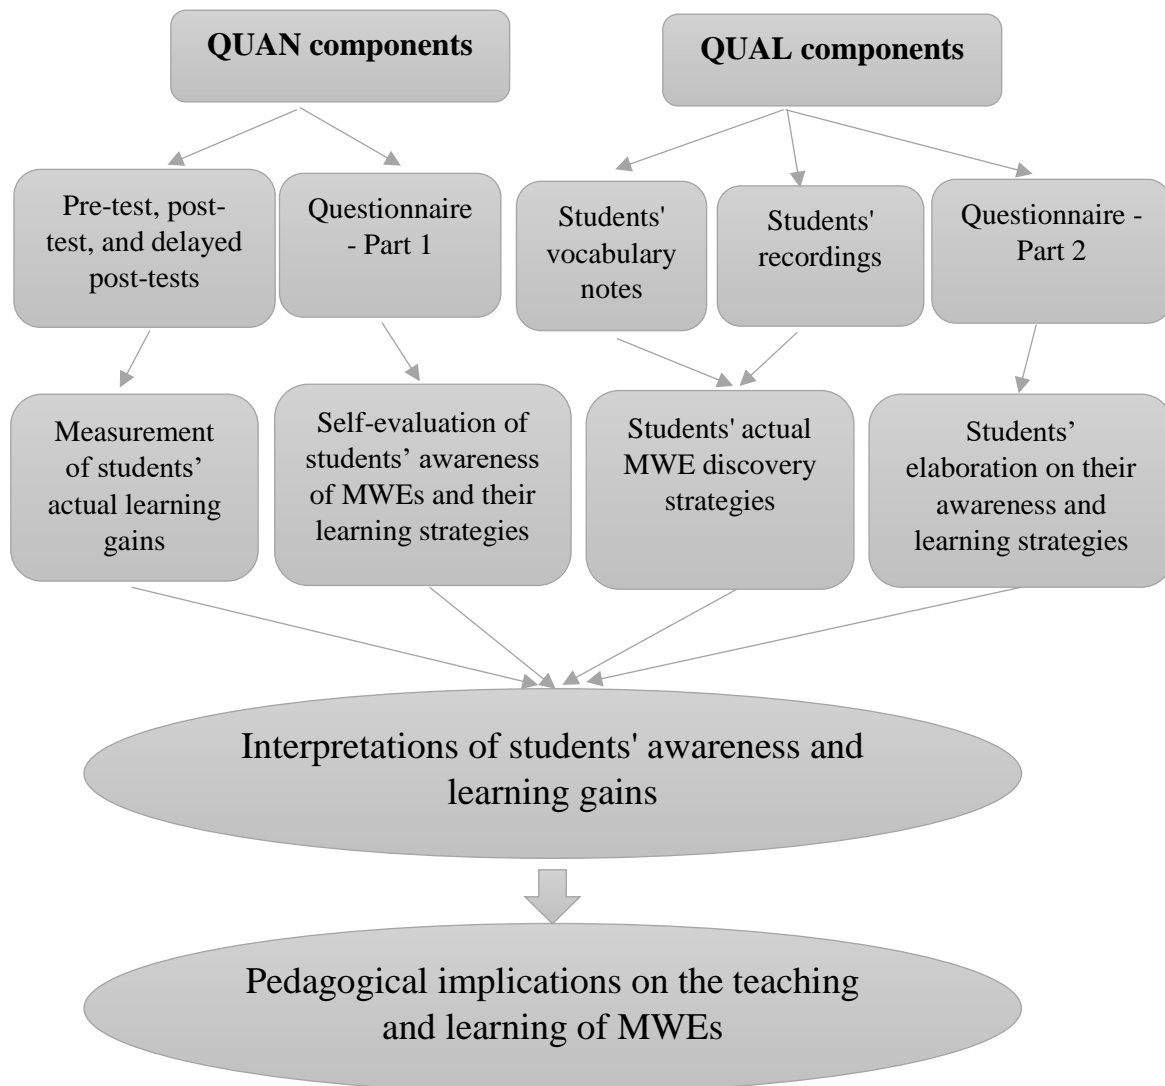 QUAN components
QUAL components
Pre-test, post-
test, and delayed
post-tests
Questionnaire
- Part 1
Students'
vocabulary
notes
Students'
recordings
Questionnaire -
Part 2
Measurement
of students’
actual learning
gains
Self-evaluation of
students’ awareness
of MWEs and their
learning strategies
Students' actual
MWE discovery
strategies
Students’
elaboration on their
awareness and
learning strategies
Interpretations of students' awareness and
learning gains
Pedagogical implications on the teaching
and learning of MWEs